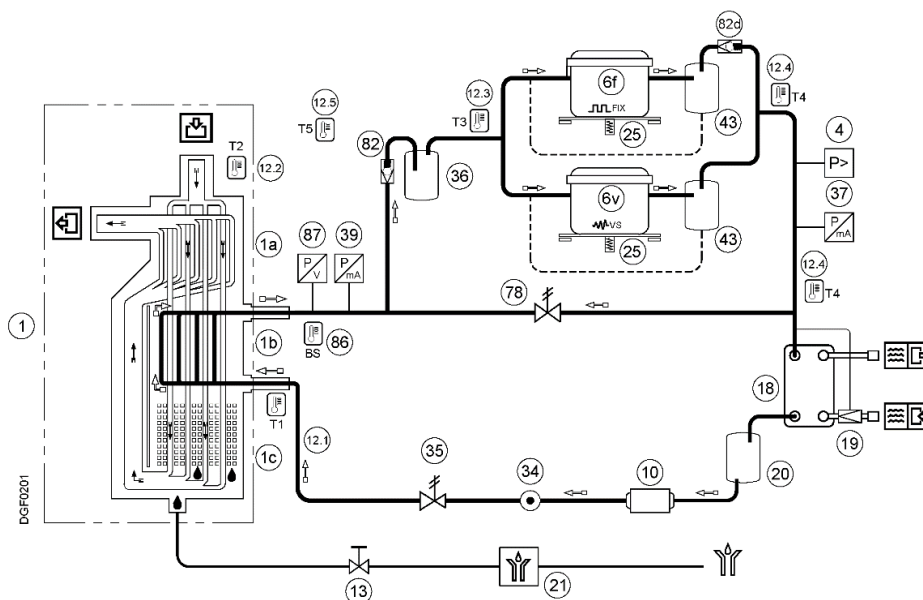 82d
12.4
T4
12.5
T5
12.3
T3
6f
FIX
25
43
4
P>
T2
12.2
82
36
37
P
mA
6v
VS
25
43
1a
87
39
P
V
P
mA
78
12.4
T4
1
1b
BS
86
18
T1
12.1
19
1c
35
34
10
20
DGF0201
13
21